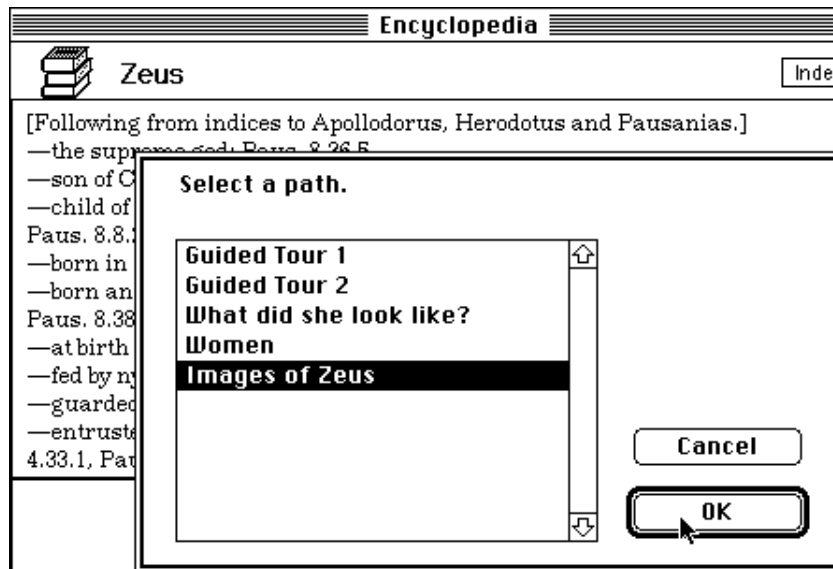 Encyclopedia
Zeus
Inde
[Following from indices to Apollodorus, Herodotus and Pausanias.]
—the supreme god: Paus. 8.36.5
—son of C
—child of
Paus. 8.8.
—born in
—born an
Paus. 8.38
—at birth
—fed by ny
—guarded
—entruste
4.33.1, Pau
Select a path.
Guided Tour 1
Guided Tour 2
What did she look like?
Women
Images of Zeus
Cancel
OK